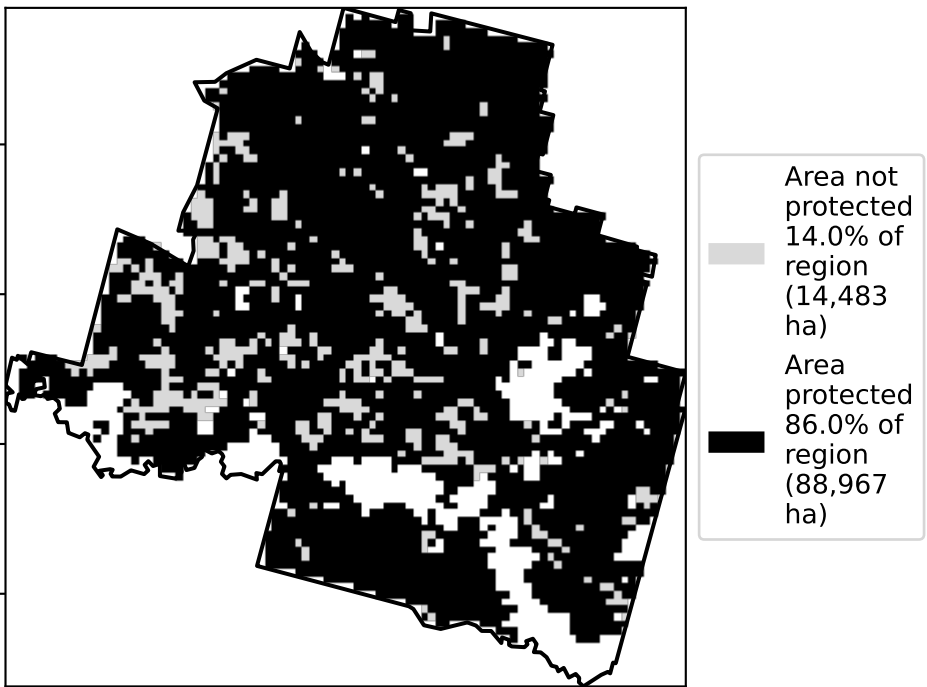 Area not
protected
14.0% of
region
(14,483
ha)
Area
protected
86.0% of
region
(88,967
ha)